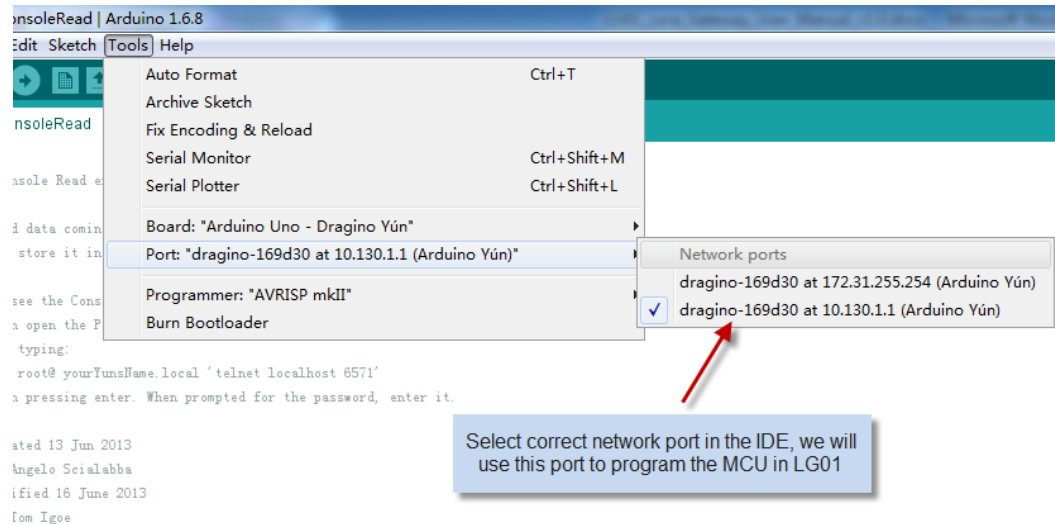 onsoleRead | Arduino 1.6.8
Edit Sketch Tools Help
nsoleRead
Auto Format Ctrl+T
Archive Sketch
Fix Encoding & Reload
Serial Monitor Ctrl+Shift+M
Serial Plotter Ctrl+Shift+L
Board: "Arduino Uno - Dragino Yún"
Port: "dragino-169d30 at 10.130.1.1 (Arduino Yún)"
Programmer: "AVRISP mkII"
Burn Bootloader
Network ports
dragino-169d30 at 172.31.255.254 (Arduino Yún)
dragino-169d30 at 10.130.1.1 (Arduino Yún)
nsole Read e
d data comin
store it in
see the Cons
n open the P
typing:
root@ yourYunsName.local 'telnet localhost 6571'
n pressing enter. When prompted for the password, enter it.
ated 13 Jun 2013
Angelo Scialabba
ified 16 June 2013
Tom Igoe
Select correct network port in the IDE, we will
use this port to program the MCU in LG01